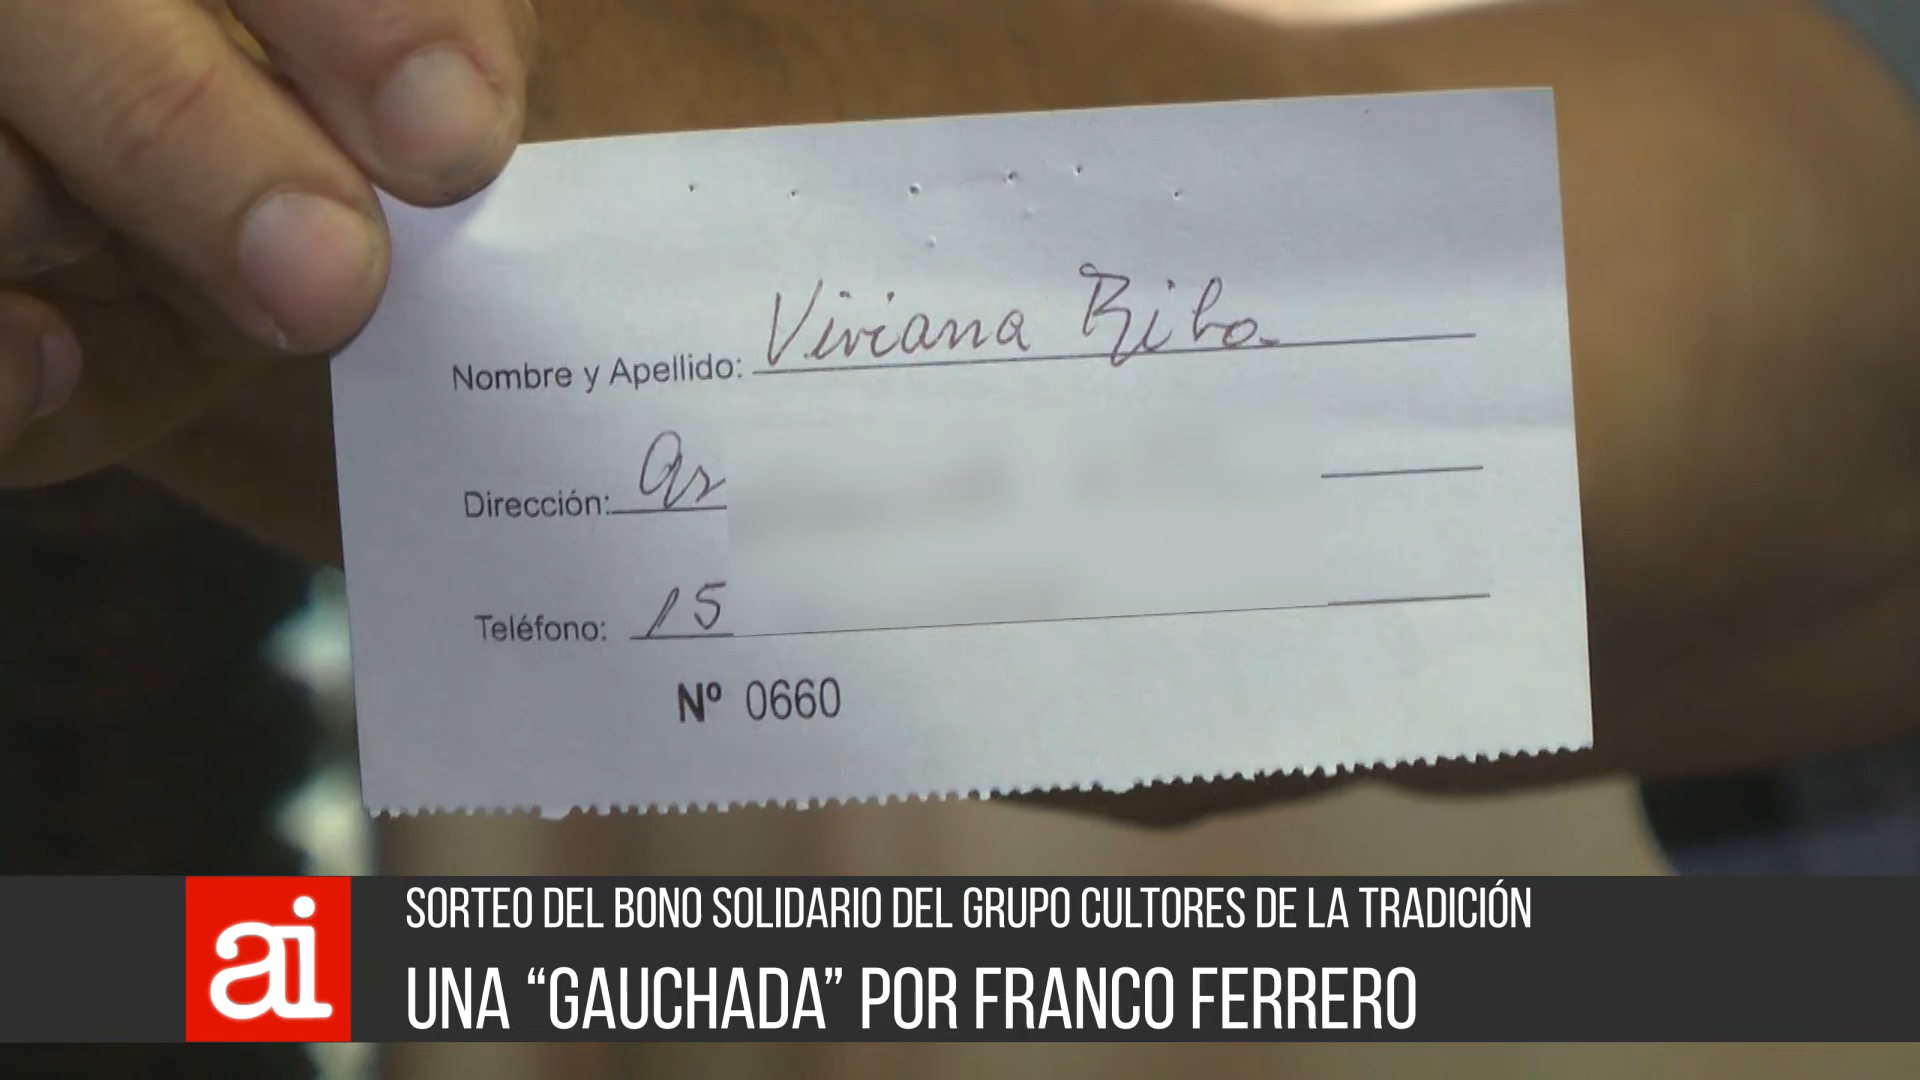 Nombre y Apellido: Viviana Ribo
Dirección:
Teléfono: 15
Nº 0660
ai
SORTEO DEL BONO SOLIDARIO DEL GRUPO CULTORES DE LA TRADICIÓN
UNA “GAUCHADA” POR FRANCO FERRERO